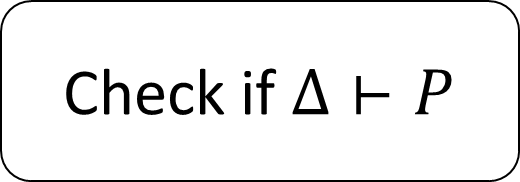 Check if Δ ⊢ P